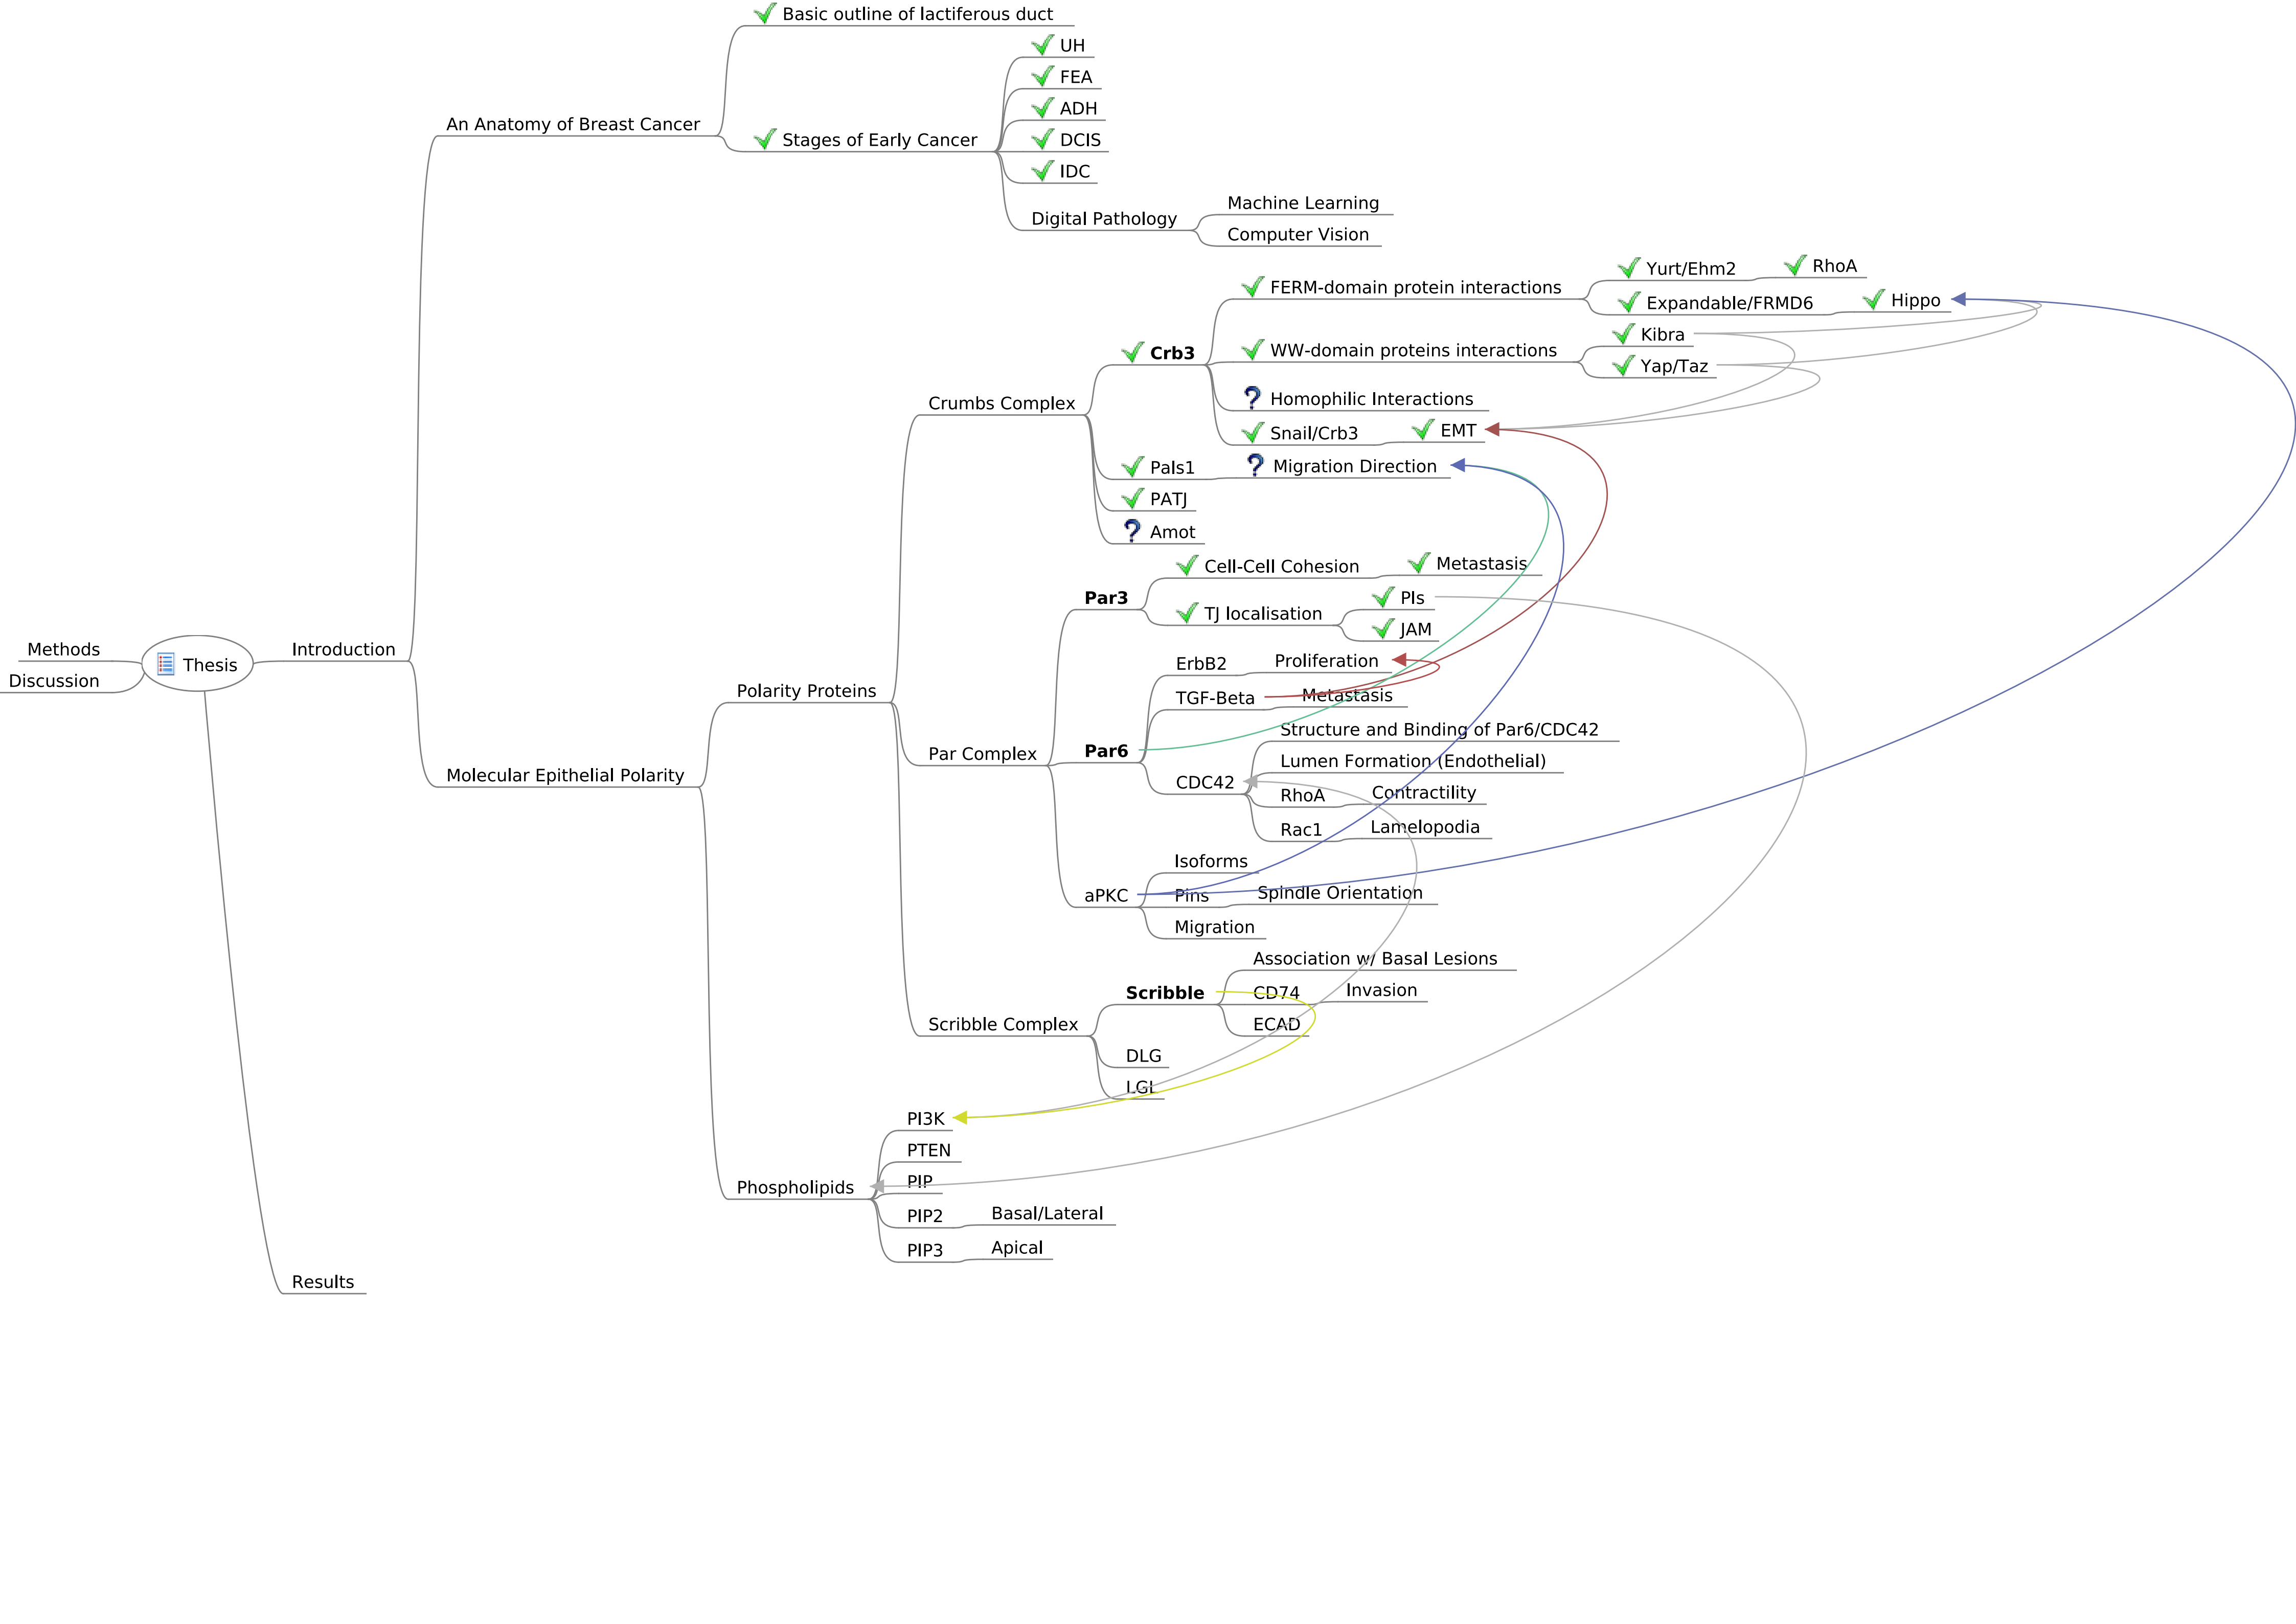 Basic outline of lactiferous duct
UH
FEA
ADH
An Anatomy of Breast Cancer
Stages of Early Cancer
DCIS
IDC
Digital Pathology
Machine Learning
Computer Vision
FERM-domain protein interactions
Yurt/Ehm2
RhoA
Expandable/FRMD6
Hippo
Crb3
WW-domain proteins interactions
Kibra
Yap/Taz
Crumbs Complex
Homophilic Interactions
Snail/Crb3
EMT
Pals1
Migration Direction
PATJ
Amot
Cell-Cell Cohesion
Metastasis
Par3
TJ localisation
PIs
JAM
Methods
Thesis
Introduction
Discussion
Polarity Proteins
ErbB2
Proliferation
TGF-Beta
Metastasis
Par Complex
Par6
Structure and Binding of Par6/CDC42
Lumen Formation (Endothelial)
Molecular Epithelial Polarity
CDC42
RhoA
Contractility
Rac1
Lamelopodia
Isoforms
aPKC
Pins
Spindle Orientation
Migration
Association w/ Basal Lesions
Scribble
CD74
Invasion
Scribble Complex
ECAD
DLG
LGL
PI3K
PTEN
Phospholipids
PIP
PIP2
Basal/Lateral
PIP3
Apical
Results